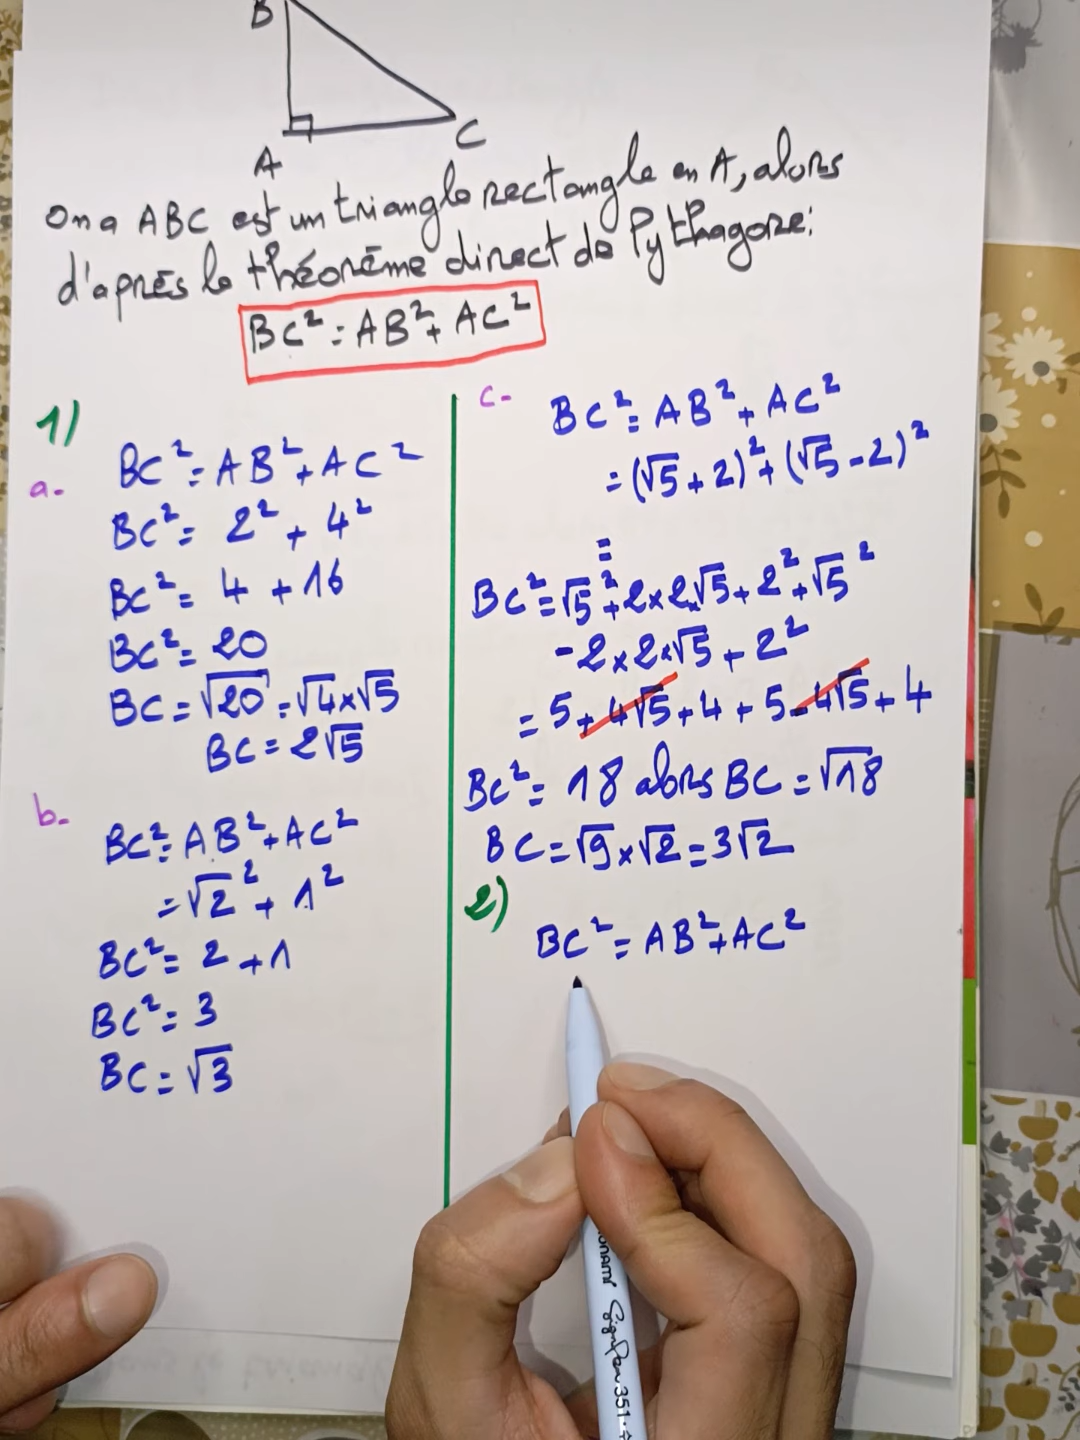 B
A
C
On a ABC est un triangle rectangle en A, alors
d'après le théorème direct de Pythagore:
BC² = AB² + AC²
1)
a.
BC² = AB² + AC²
BC² = 2² + 4²
BC² = 4 + 16
BC² = 20
BC = √20 = √4 × √5
BC = 2√5
b.
BC² = AB² + AC²
= √2² + 1²
BC² = 2 + 1
BC² = 3
BC = √3
c-
BC² = AB² + AC²
= (√5 + 2)² + (√5 - 2)²
=
BC² = √5² + 2×2×√5 + 2² + √5²
- 2×2×√5 + 2²
= 5 + 4√5 + 4 + 5 - 4√5 + 4
BC² = 18 alors BC = √18
BC = √9 × √2 = 3√2
2)
BC² = AB² + AC²
SignPen 351